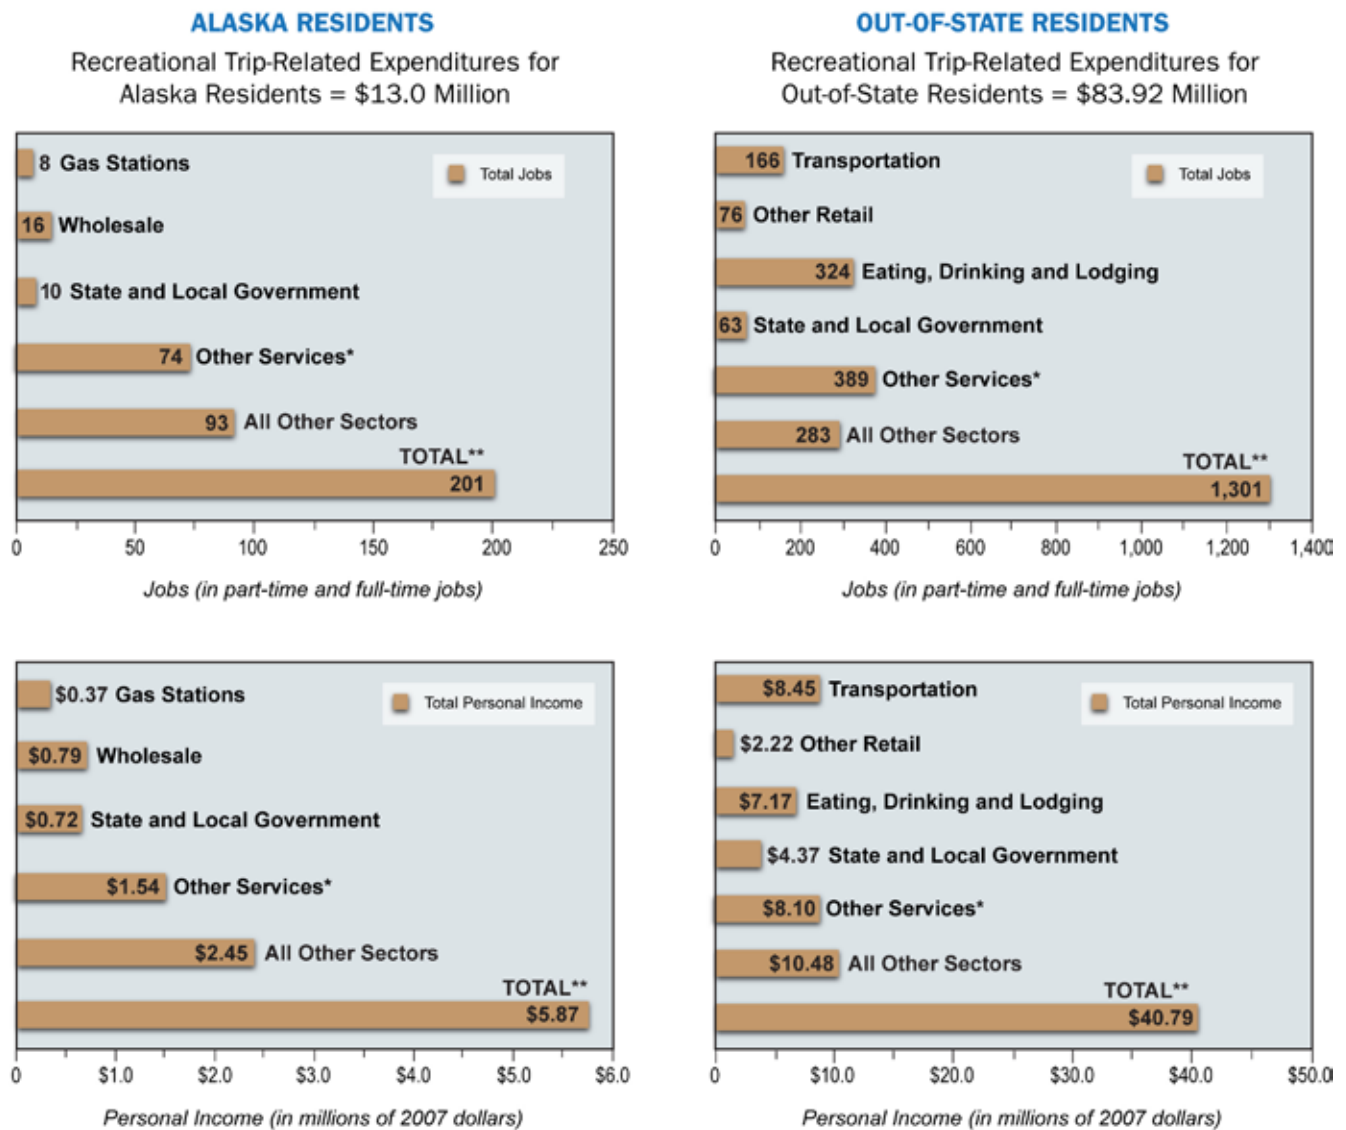 ALASKA RESIDENTS
Recreational Trip-Related Expenditures for
Alaska Residents = $13.0 Million
8 Gas Stations
Total Jobs
16 Wholesale
10 State and Local Government
74 Other Services*
93 All Other Sectors
TOTAL**
201
0 50 100 150 200 250
Jobs (in part-time and full-time jobs)
OUT-OF-STATE RESIDENTS
Recreational Trip-Related Expenditures for
Out-of-State Residents = $83.92 Million
166 Transportation
Total Jobs
76 Other Retail
324 Eating, Drinking and Lodging
63 State and Local Government
389 Other Services*
283 All Other Sectors
TOTAL**
1,301
0 200 400 600 800 1,000 1,200 1,400
Jobs (in part-time and full-time jobs)
$0.37 Gas Stations
Total Personal Income
$0.79 Wholesale
$0.72 State and Local Government
$1.54 Other Services*
$2.45 All Other Sectors
TOTAL**
$5.87
0 $1.0 $2.0 $3.0 $4.0 $5.0 $6.0
Personal Income (in millions of 2007 dollars)
$8.45 Transportation
Total Personal Income
$2.22 Other Retail
$7.17 Eating, Drinking and Lodging
$4.37 State and Local Government
$8.10 Other Services*
$10.48 All Other Sectors
TOTAL**
$40.79
0 $10.0 $20.0 $30.0 $40.0 $50.0
Personal Income (in millions of 2007 dollars)